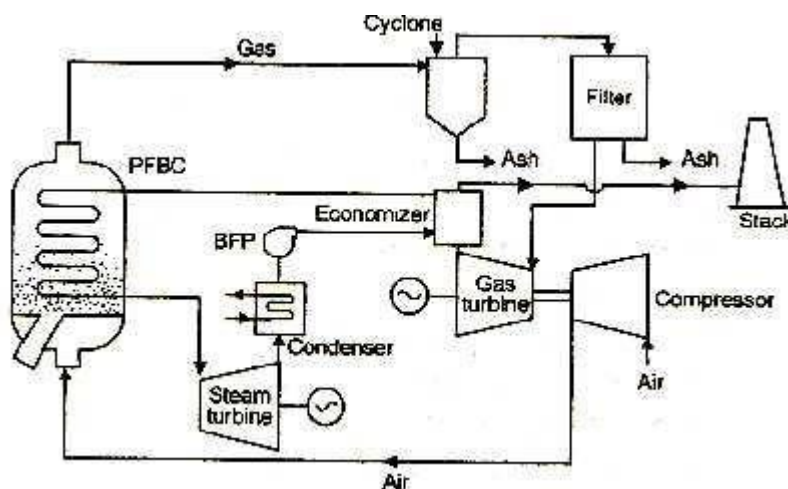 Cyclone
Gas
Filter
PFBC
Ash
Ash
Economizer
Stack
BFP
Gas
turbine
Compressor
Condenser
Air
Steam
turbine
Air